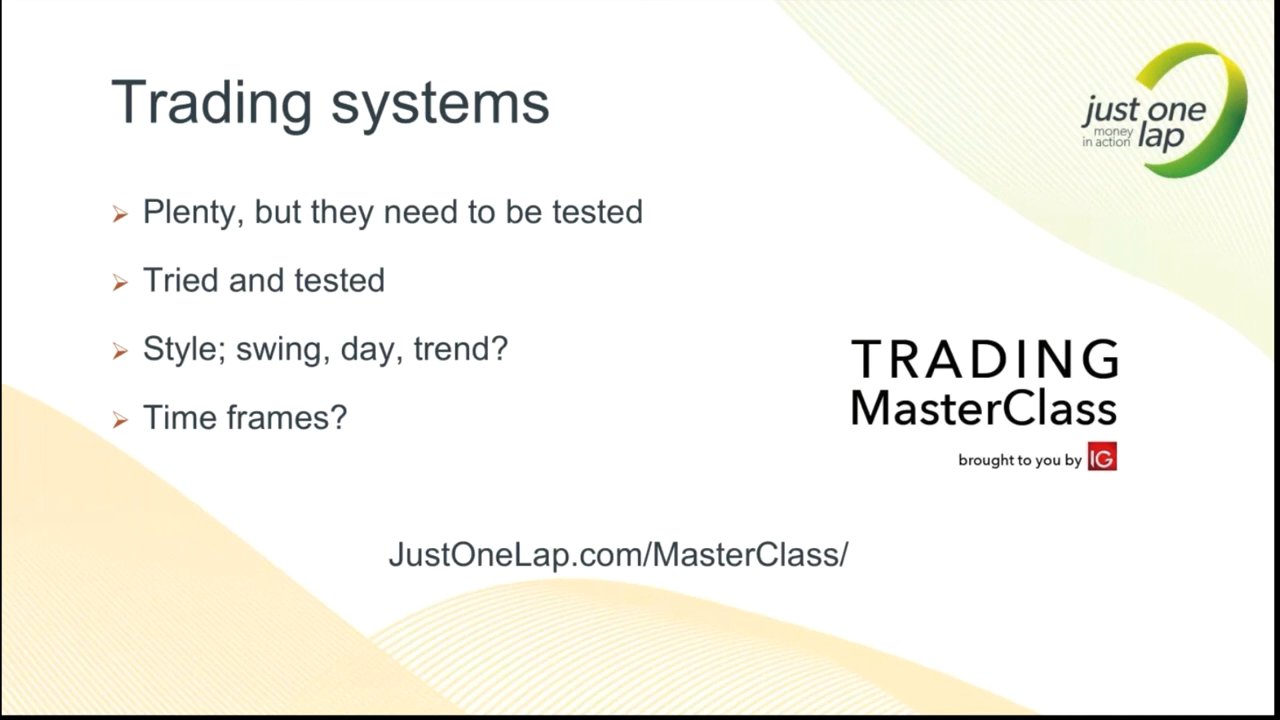 Trading systems
just one
money
in action lap
Plenty, but they need to be tested
Tried and tested
Style; swing, day, trend?
Time frames?
TRADING
MasterClass
brought to you by IG
JustOneLap.com/MasterClass/